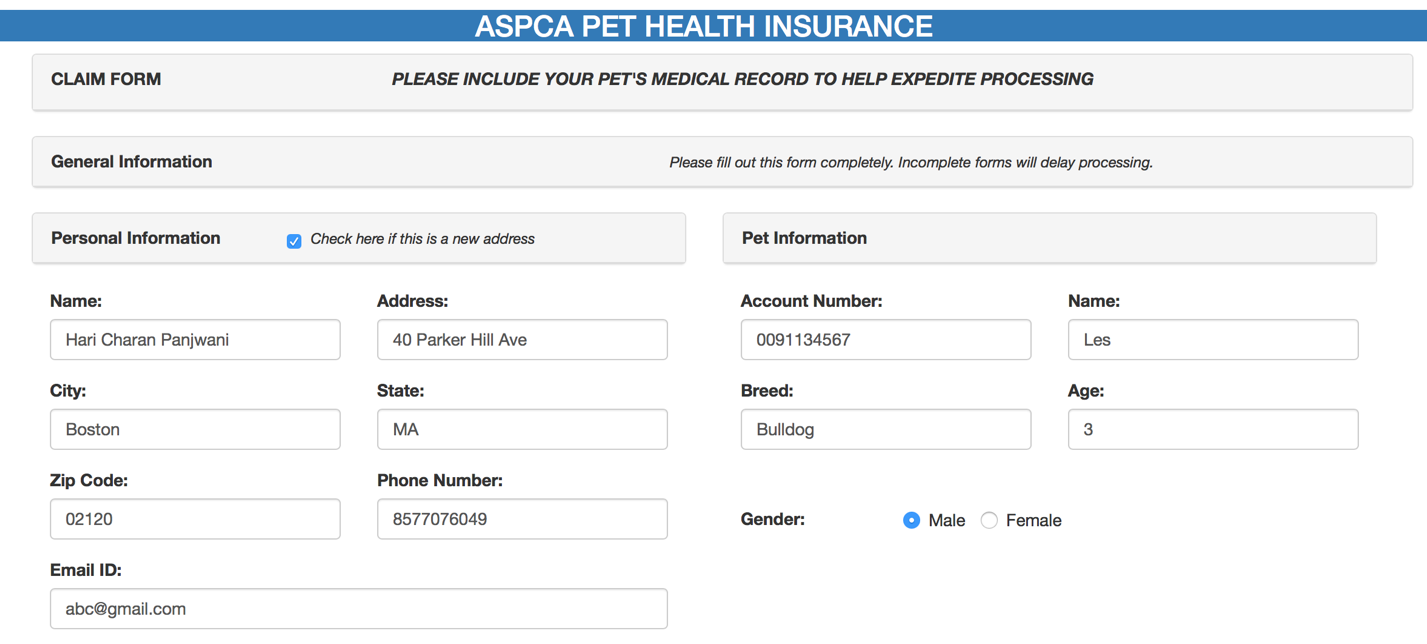 ASPCA PET HEALTH INSURANCE
CLAIM FORM PLEASE INCLUDE YOUR PET'S MEDICAL RECORD TO HELP EXPEDITE PROCESSING
General Information Please fill out this form completely. Incomplete forms will delay processing.
Personal Information Check here if this is a new address
Name: Address:
Hari Charan Panjwani 40 Parker Hill Ave
City: State:
Boston MA
Zip Code: Phone Number:
02120 8577076049
Email ID:
abc@gmail.com
Pet Information
Account Number: Name:
0091134567 Les
Breed: Age:
Bulldog 3
Gender: Male Female